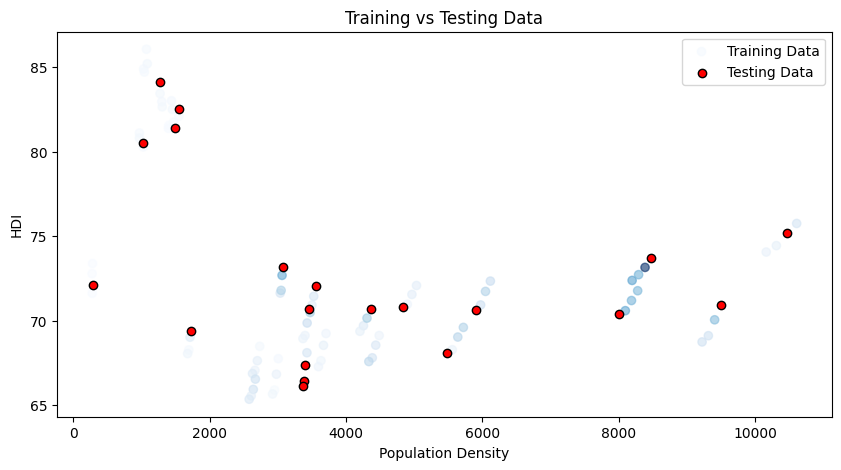 Training vs Testing Data
Training Data
Testing Data
HDI
85
80
75
70
65
0
2000
4000
6000
8000
10000
Population Density